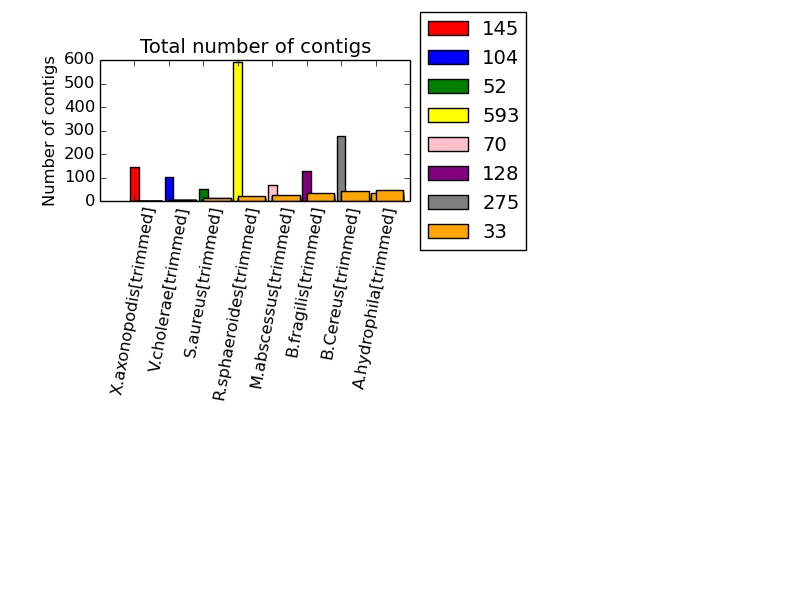 Total number of contigs
Number of contigs
600
500
400
300
200
100
0
X.axonopodis[trimmed]
V.cholerae[trimmed]
S.aureus[trimmed]
R.sphaeroides[trimmed]
M.abscessus[trimmed]
B.fragilis[trimmed]
B.Cereus[trimmed]
A.hydrophila[trimmed]
145
104
52
593
70
128
275
33